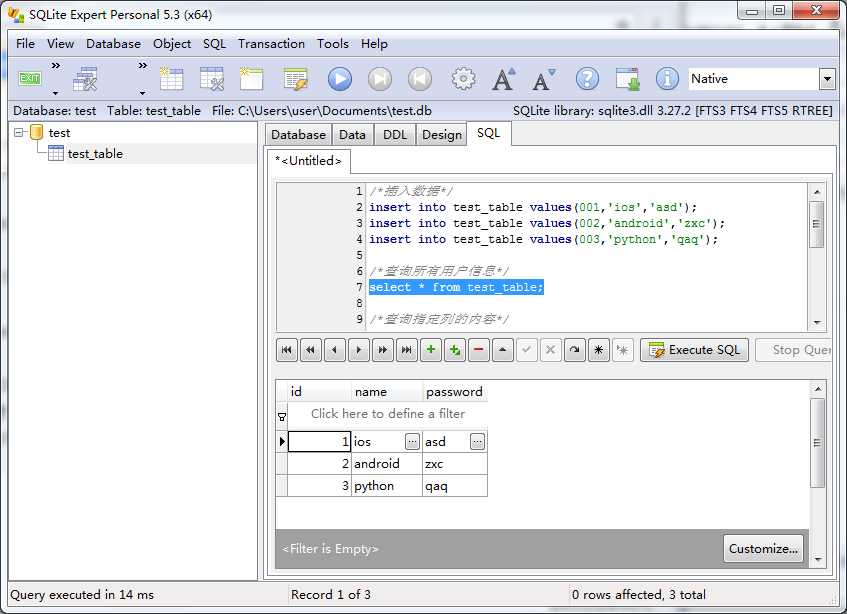 SQLite Expert Personal 5.3 (x64)
File View Database Object SQL Transaction Tools Help
EXIT » » A A ? i Native
Database: test Table: test_table File: C:\Users\user\Documents\test.db SQLite library: sqlite3.dll 3.27.2 [FTS3 FTS4 FTS5 RTREE]
test
test_table
Database Data DDL Design SQL
*<Untitled>
1 /*插入数据*/
2 insert into test_table values(001,'ios','asd');
3 insert into test_table values(002,'android','zxc');
4 insert into test_table values(003,'python','qaq');
5
6 /*查询所有用户信息*/
7 select * from test_table;
8
9 /*查询指定列的内容*/
Execute SQL Stop Quer
id name password
Click here to define a filter
1 ios ... asd ...
2 android zxc
3 python qaq
<Filter is Empty> Customize...
Query executed in 14 ms Record 1 of 3 0 rows affected, 3 total